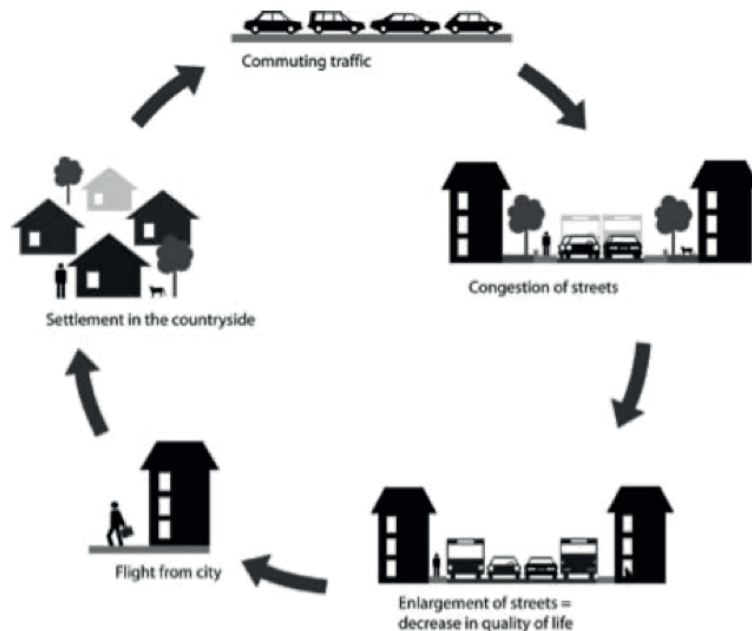 Commuting traffic
Congestion of streets
Enlargement of streets =
decrease in quality of life
Flight from city
Settlement in the countryside